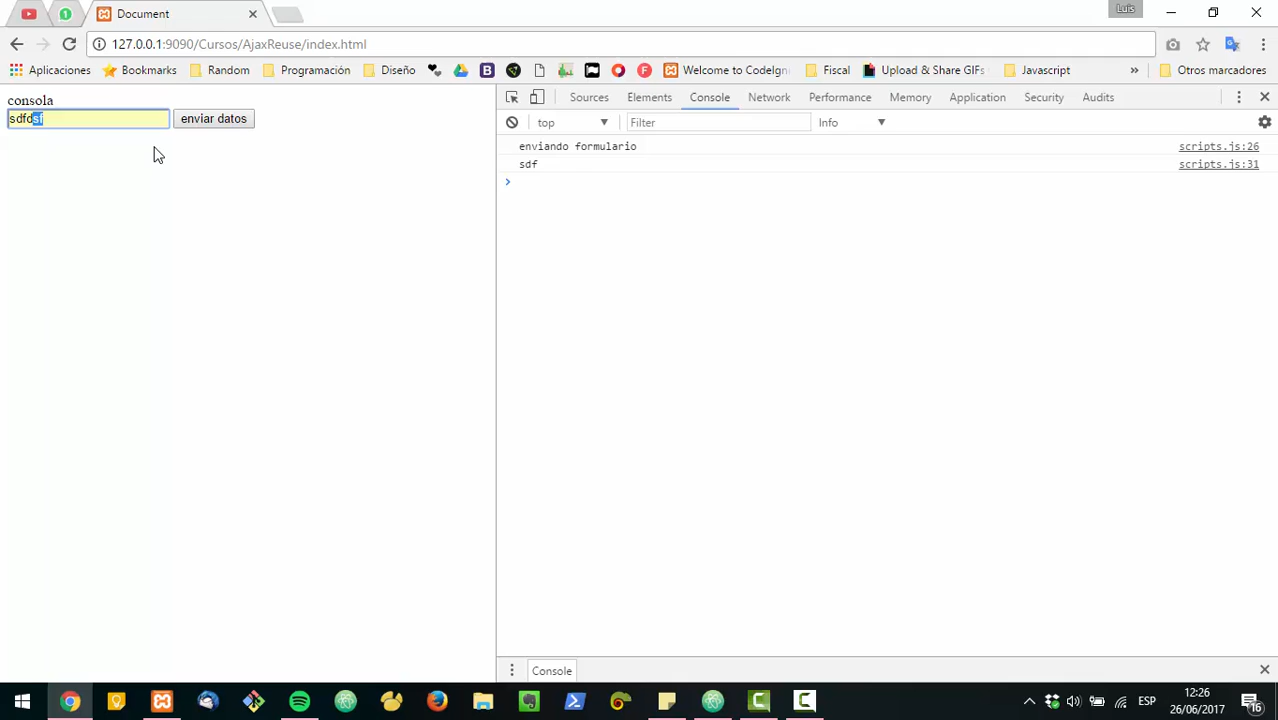 Document
Luis
127.0.0.1:9090/Cursos/AjaxReuse/index.html
Aplicaciones Bookmarks Random Programación Diseño Welcome to CodeIgn Fiscal Upload & Share GIFs Javascript » Otros marcadores
consola
sdfdsf enviar datos
Sources Elements Console Network Performance Memory Application Security Audits
top Filter Info
enviando formulario scripts.js:26
sdf scripts.js:31
Console
ESP
12:26
26/06/2017
16